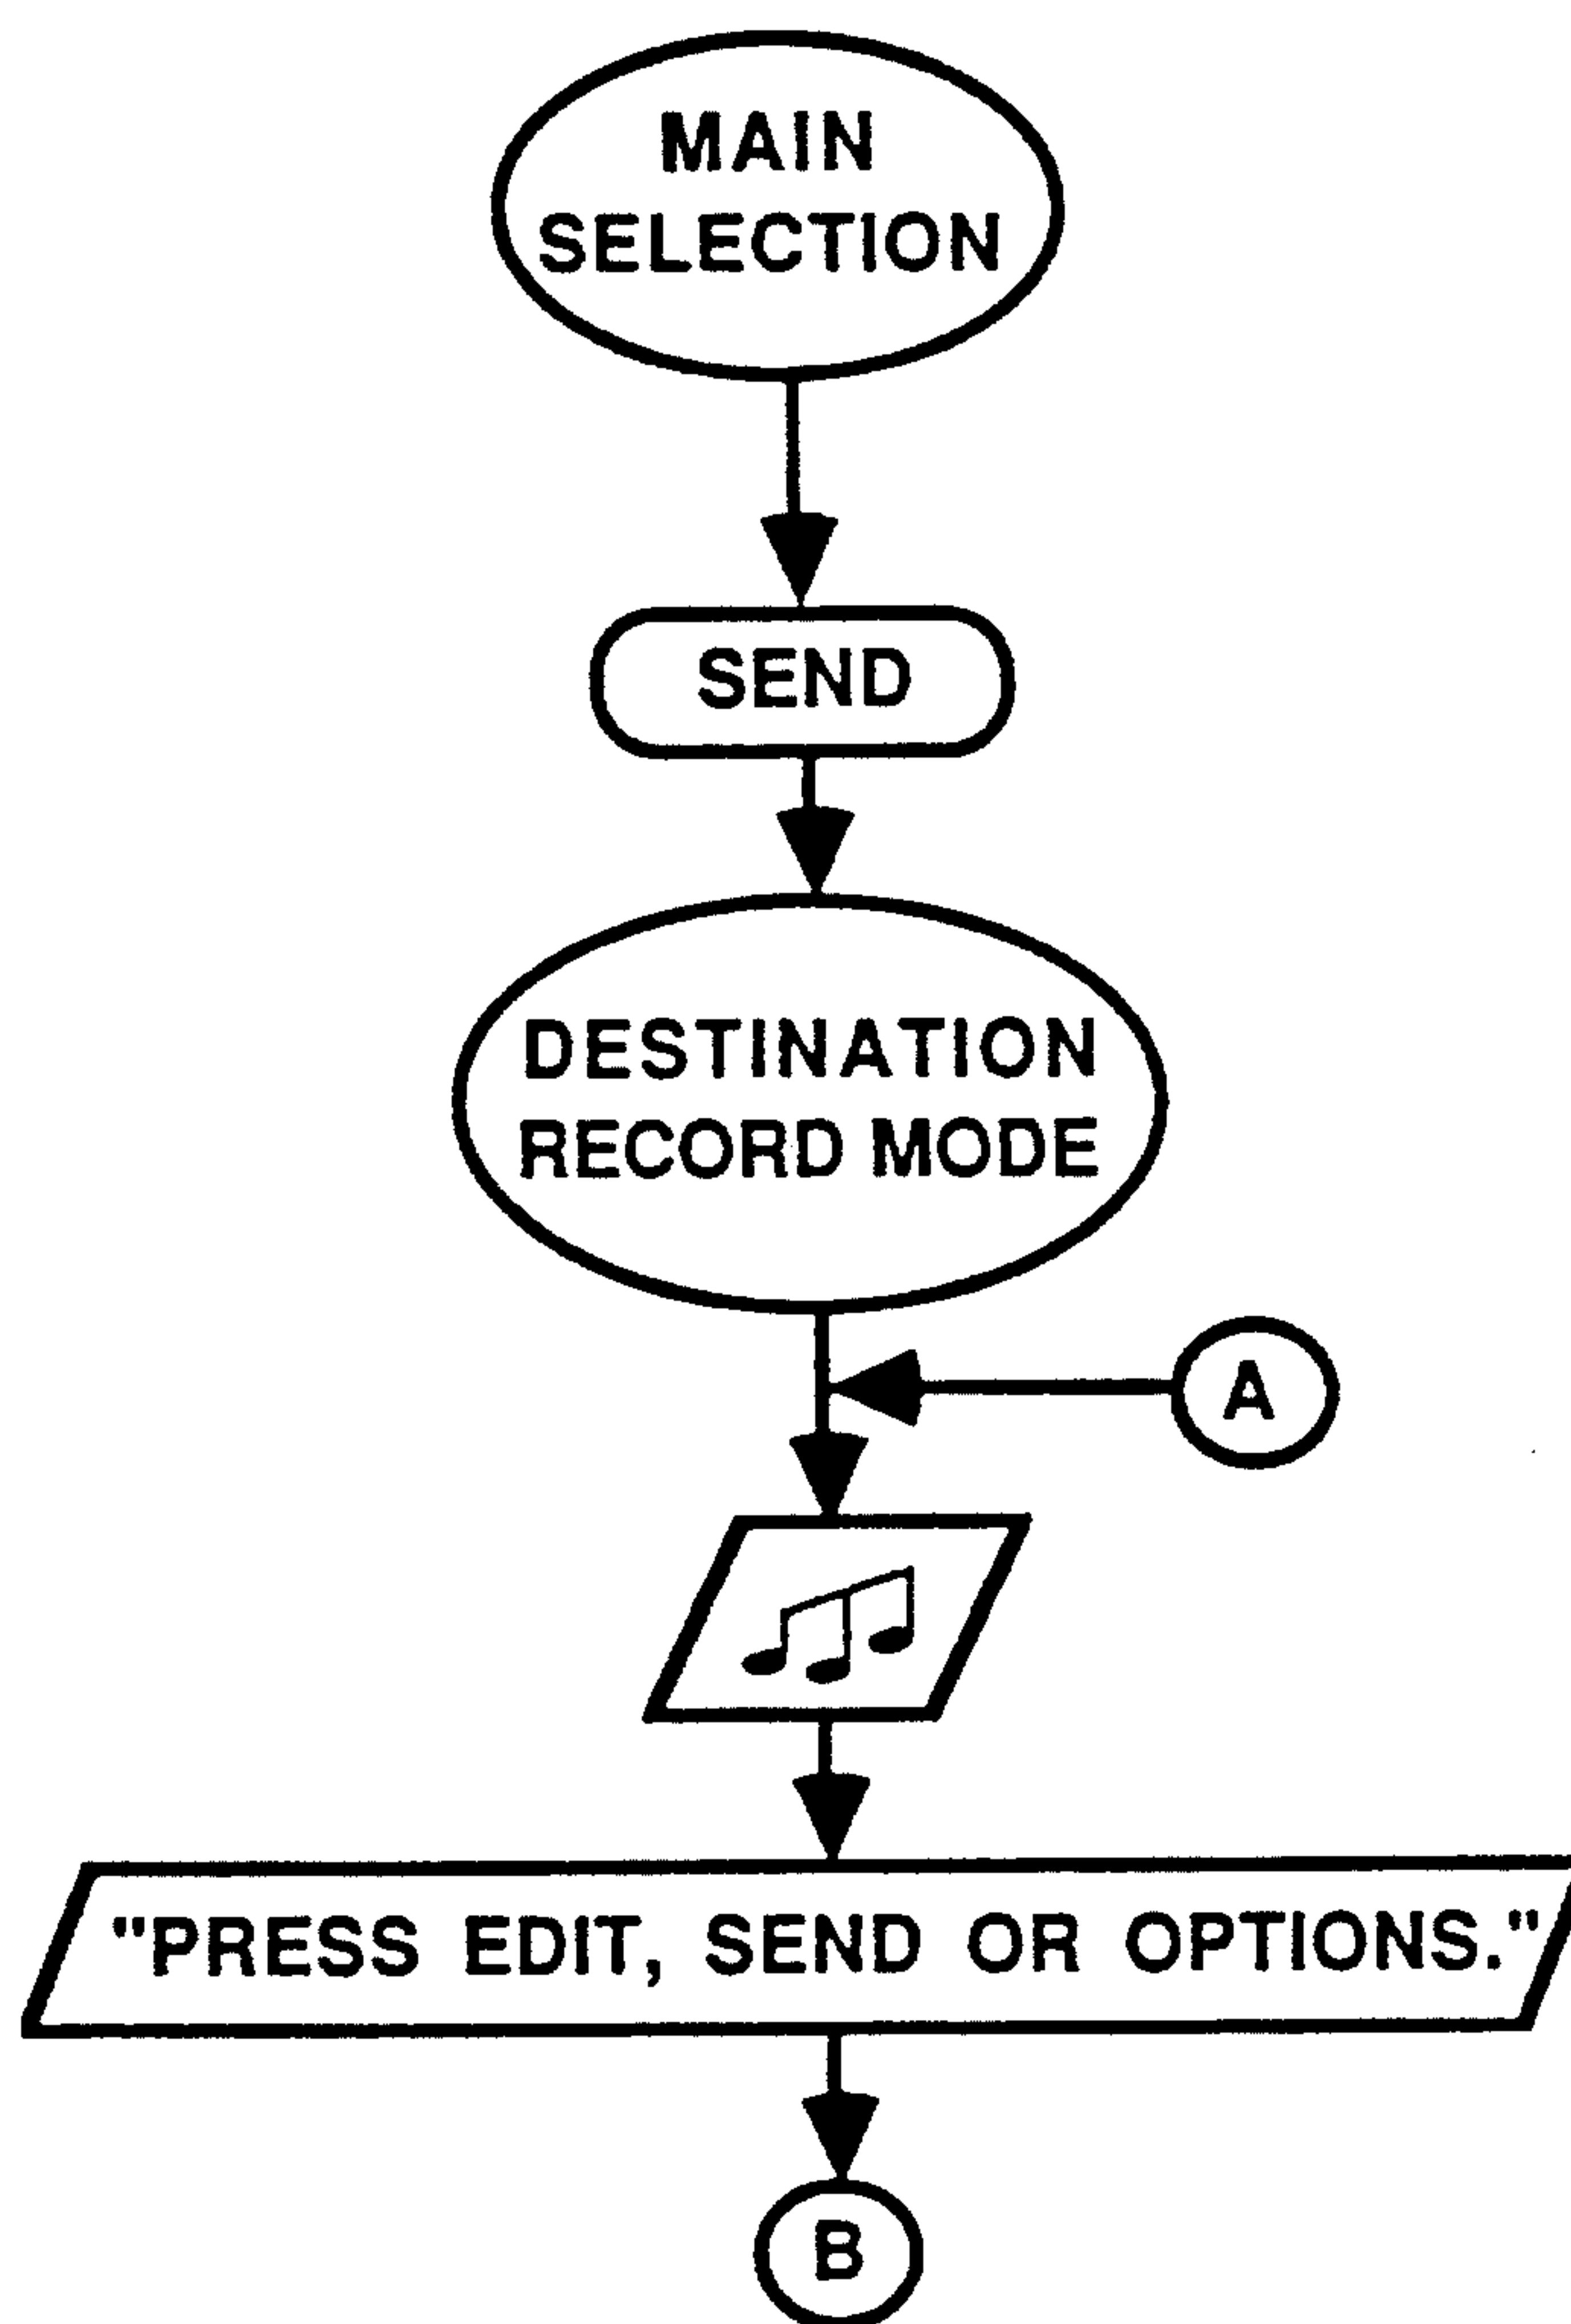 MAIN
SELECTION
SEND
DESTINATION
RECORD MODE
A
"PRESS EDIT, SEND OR OPTIONS."
B